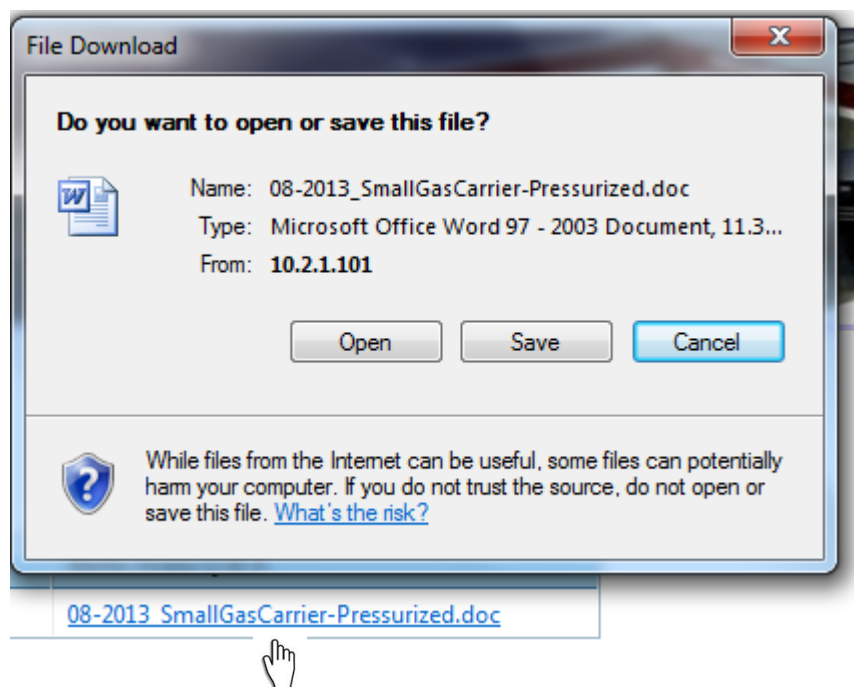 File Download
Do you want to open or save this file?
Name: 08-2013_SmallGasCarrier-Pressurized.doc
Type: Microsoft Office Word 97 - 2003 Document, 11.3...
From: 10.2.1.101
Open Save Cancel
While files from the Internet can be useful, some files can potentially
harm your computer. If you do not trust the source, do not open or
save this file. What's the risk?
08-2013_SmallGasCarrier-Pressurized.doc